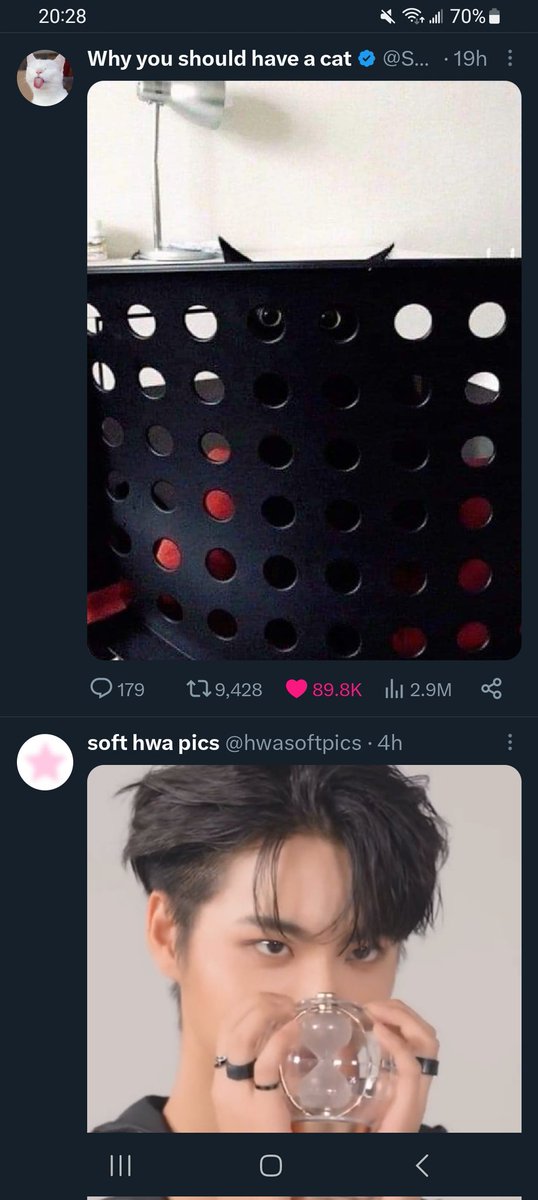 20:28 70%
Why you should have a cat @S... · 19h
179 9,428 89.8K 2.9M
soft hwa pics @hwasoftpics · 4h